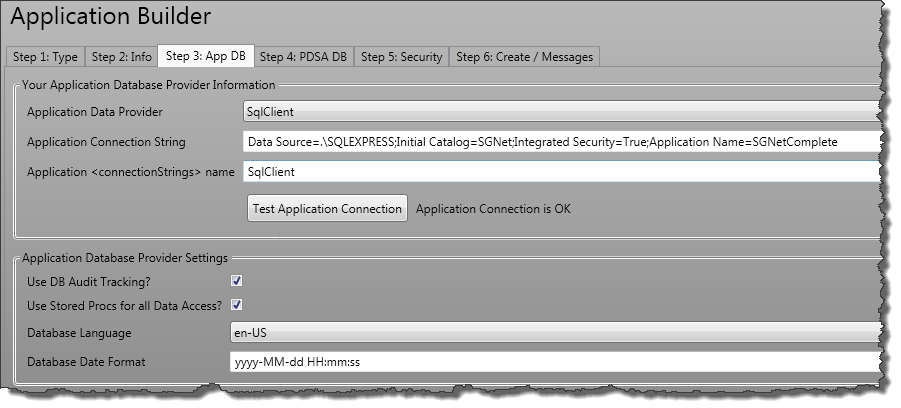 Application Builder
Step 1: Type Step 2: Info Step 3: App DB Step 4: PDSA DB Step 5: Security Step 6: Create / Messages
Your Application Database Provider Information
Application Data Provider SqlClient
Application Connection String Data Source=.\SQLEXPRESS;Initial Catalog=SGNet;Integrated Security=True;Application Name=SGNetComplete
Application <connectionStrings> name SqlClient
Test Application Connection Application Connection is OK
Application Database Provider Settings
Use DB Audit Tracking?
Use Stored Procs for all Data Access?
Database Language en-US
Database Date Format yyyy-MM-dd HH:mm:ss